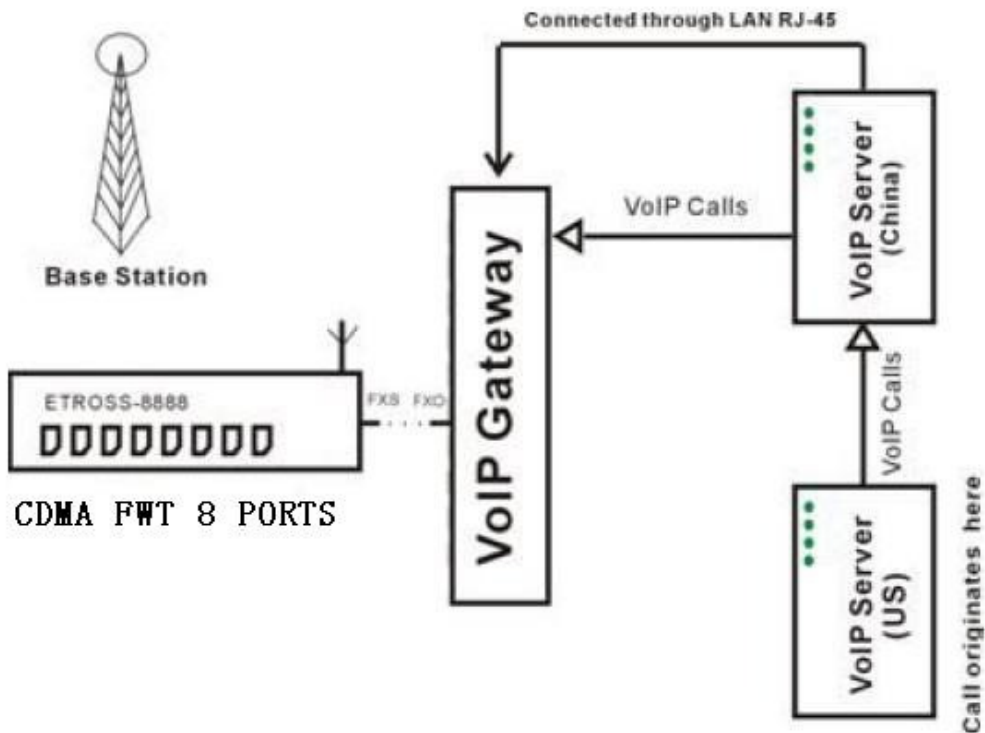 Connected through LAN RJ-45
Base Station
VoIP Calls
VoIP Server
(China)
VoIP Gateway
ETROSS-8888
FXS FXO
CDMA FWT 8 PORTS
VoIP Calls
VoIP Server
(US)
Call originates here